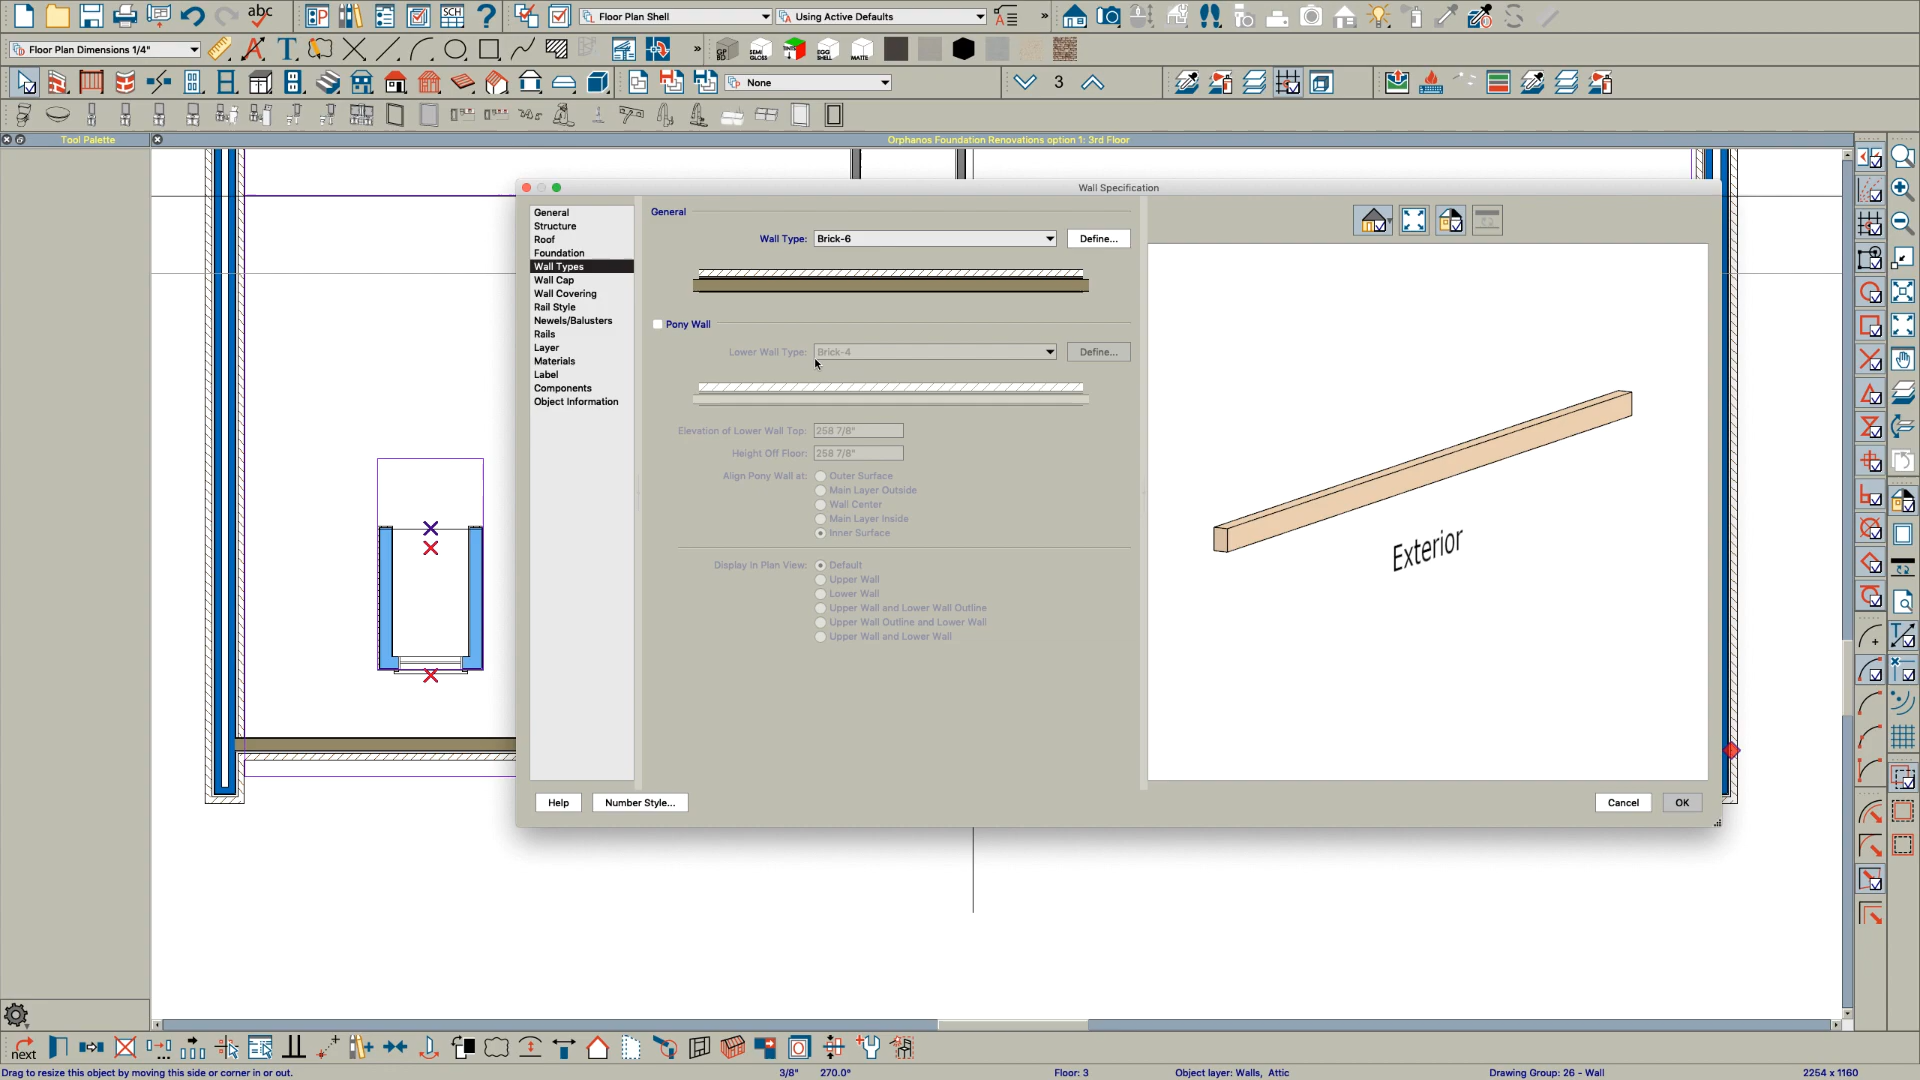 abc
SCH
Floor Plan Shell
Using Active Defaults
Floor Plan Dimensions 1/4"
None
3
Tool Palette
Orphanos Foundation Renovations option 1: 3rd Floor
Wall Specification
General
Structure
Roof
Foundation
Wall Types
Wall Cap
Wall Covering
Rail Style
Newels/Balusters
Rails
Layer
Materials
Label
Components
Object Information
General
Wall Type: Brick-6 Define...
Pony Wall
Lower Wall Type: Brick-4 Define...
Elevation of Lower Wall Top: 258 7/8"
Height Off Floor: 258 7/8"
Align Pony Wall at: Outer Surface
Main Layer Outside
Wall Center
Main Layer Inside
Inner Surface
Display In Plan View: Default
Upper Wall
Lower Wall
Upper Wall and Lower Wall Outline
Upper Wall Outline and Lower Wall
Upper Wall and Lower Wall
Exterior
Help Number Style... Cancel OK
next
Drag to resize this object by moving this side or corner in or out. 3/8" 270.0° Floor: 3 Object layer: Walls, Attic Drawing Group: 26 - Wall 2254 x 1160